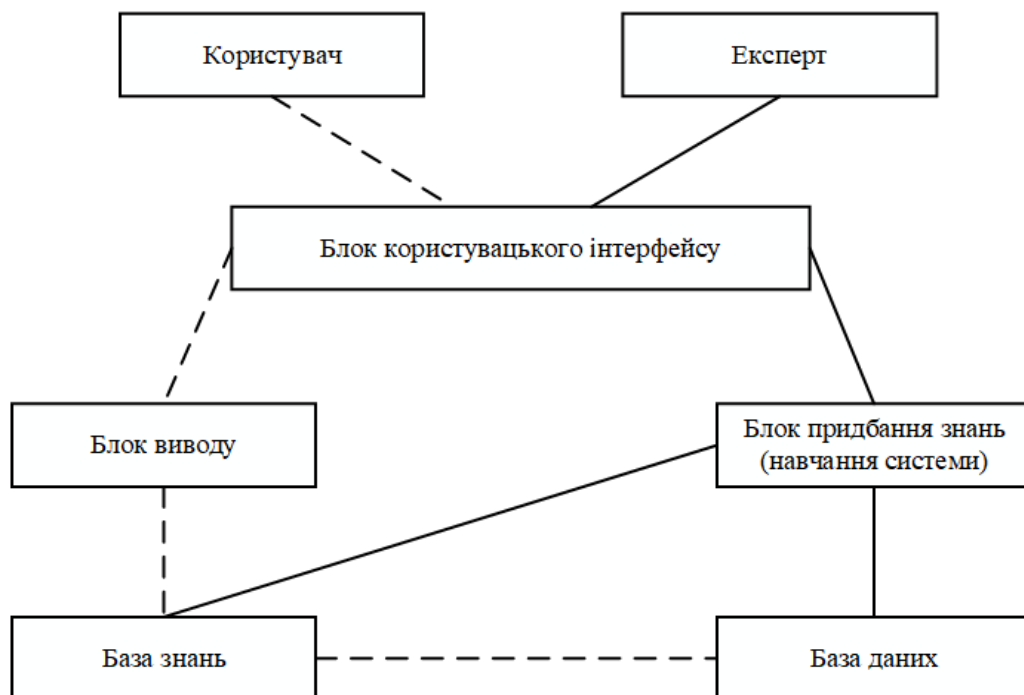 Користувач
Експерт
Блок користувацького інтерфейсу
Блок виводу
Блок придбання знань
(навчання системи)
База знань
База даних